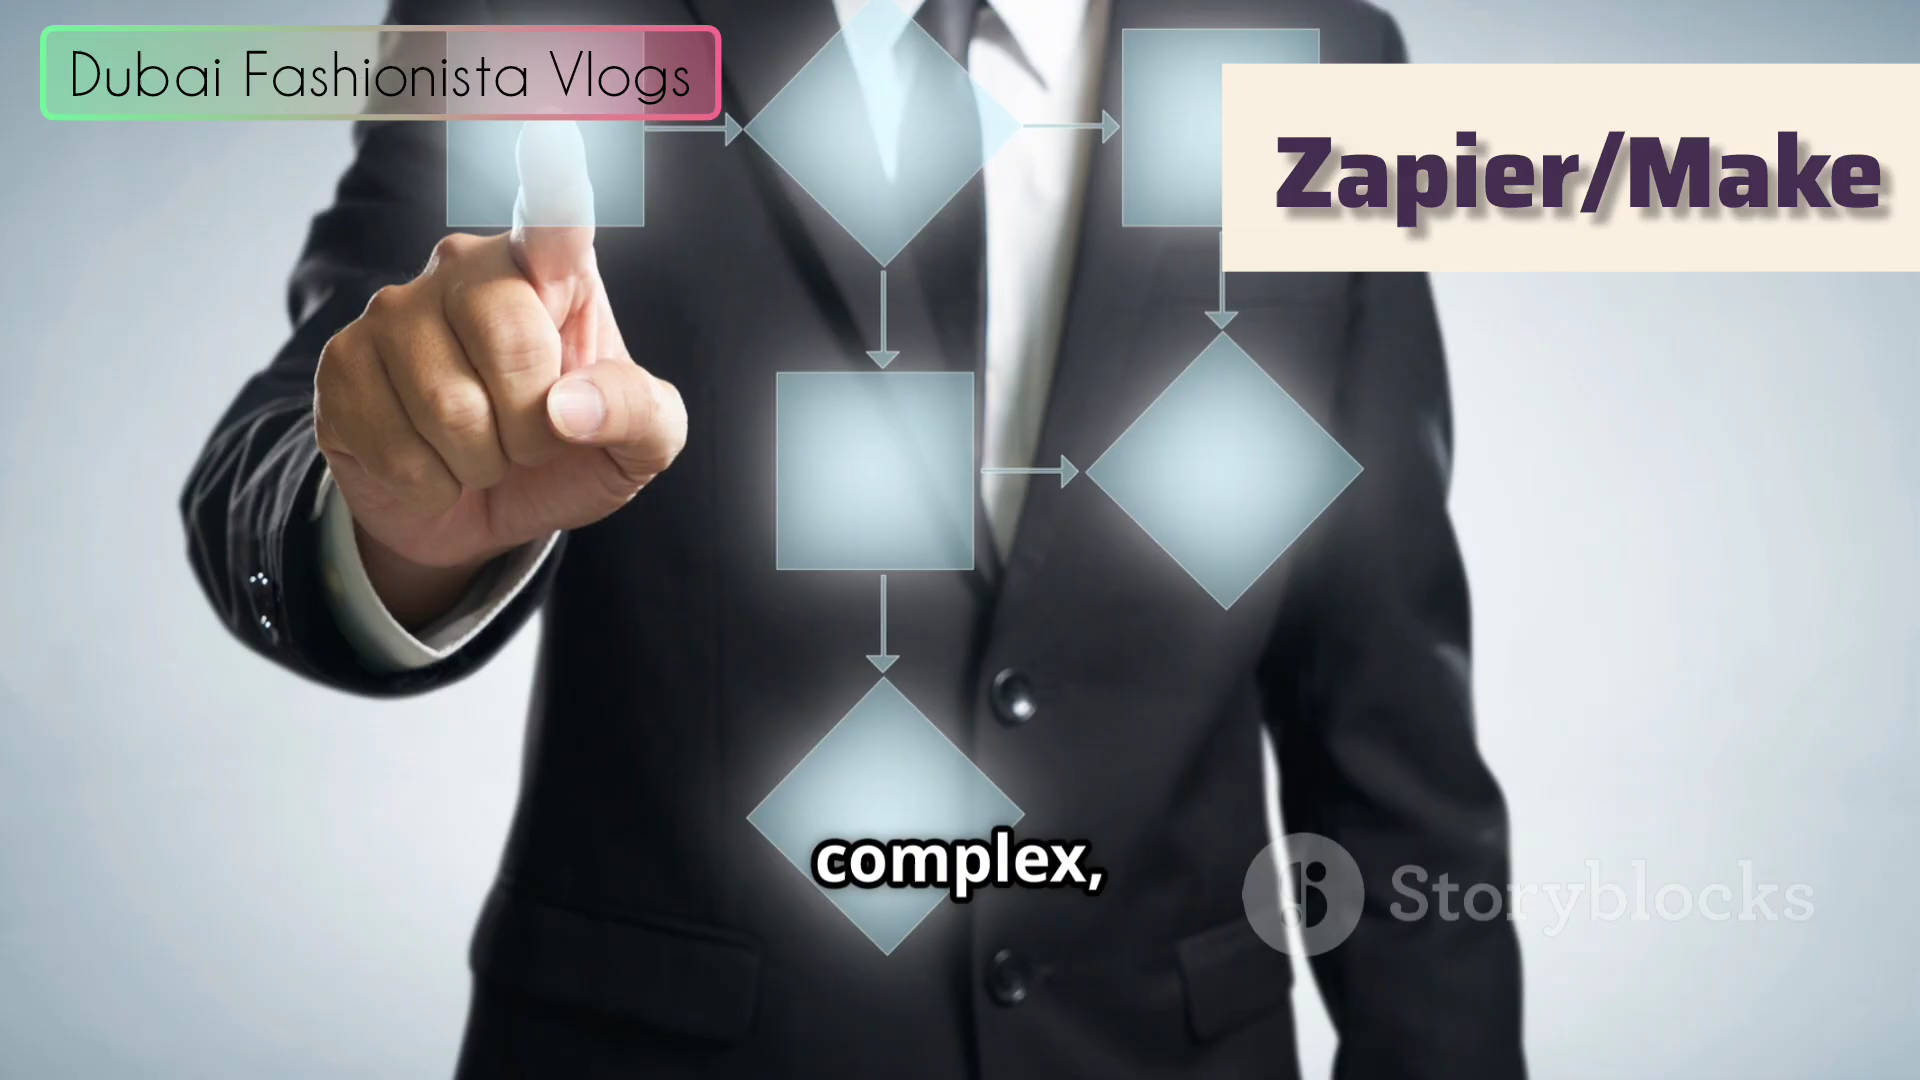 Dubai Fashionista Vlogs
Zapier/Make
complex,
Storyblocks